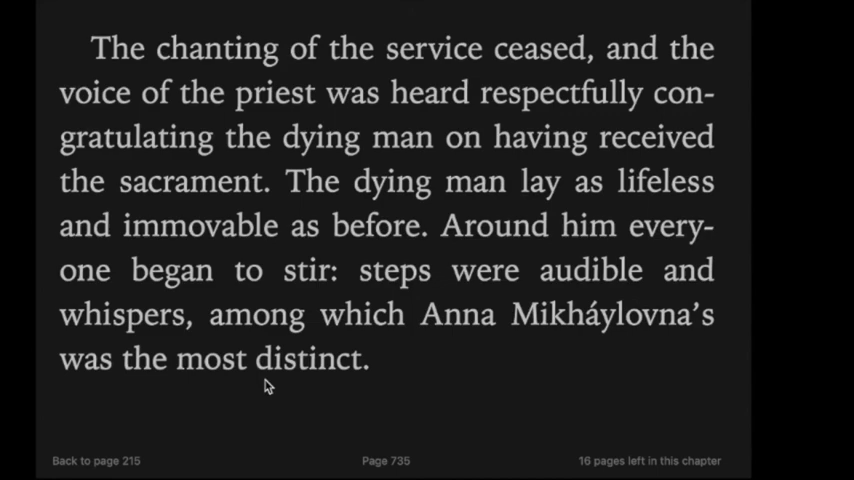 The chanting of the service ceased, and the
voice of the priest was heard respectfully con-
gratulating the dying man on having received
the sacrament. The dying man lay as lifeless
and immovable as before. Around him every-
one began to stir: steps were audible and
whispers, among which Anna Mikháylovna’s
was the most distinct.
Back to page 215
Page 735
16 pages left in this chapter